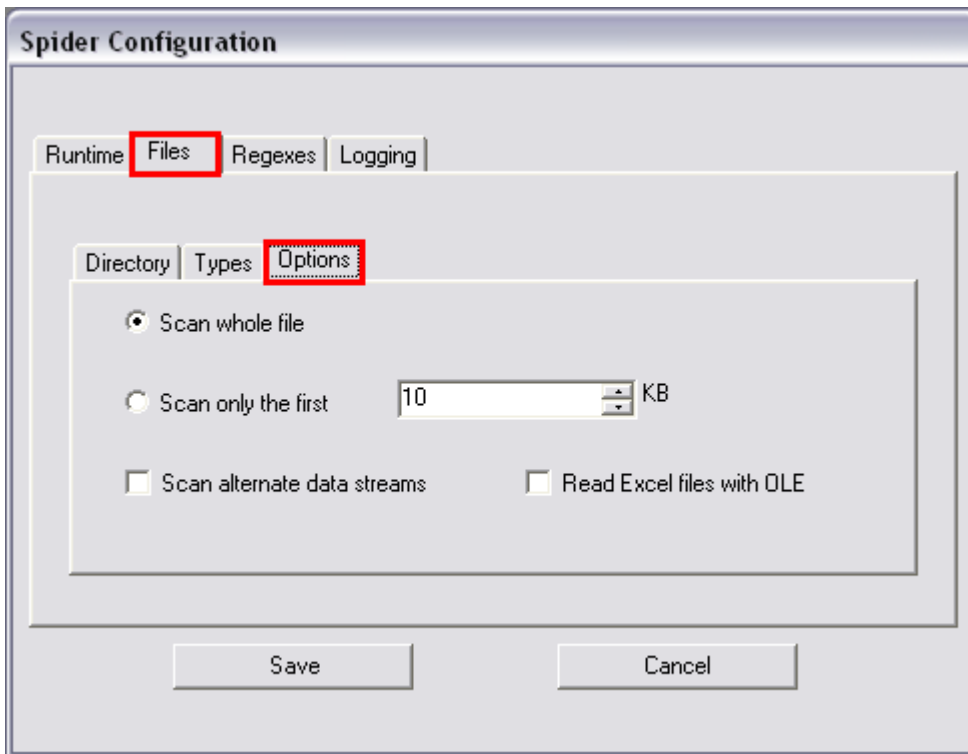 Spider Configuration
Runtime Files Regexes Logging
Directory Types Options
Scan whole file
Scan only the first 10 KB
Scan alternate data streams Read Excel files with OLE
Save Cancel